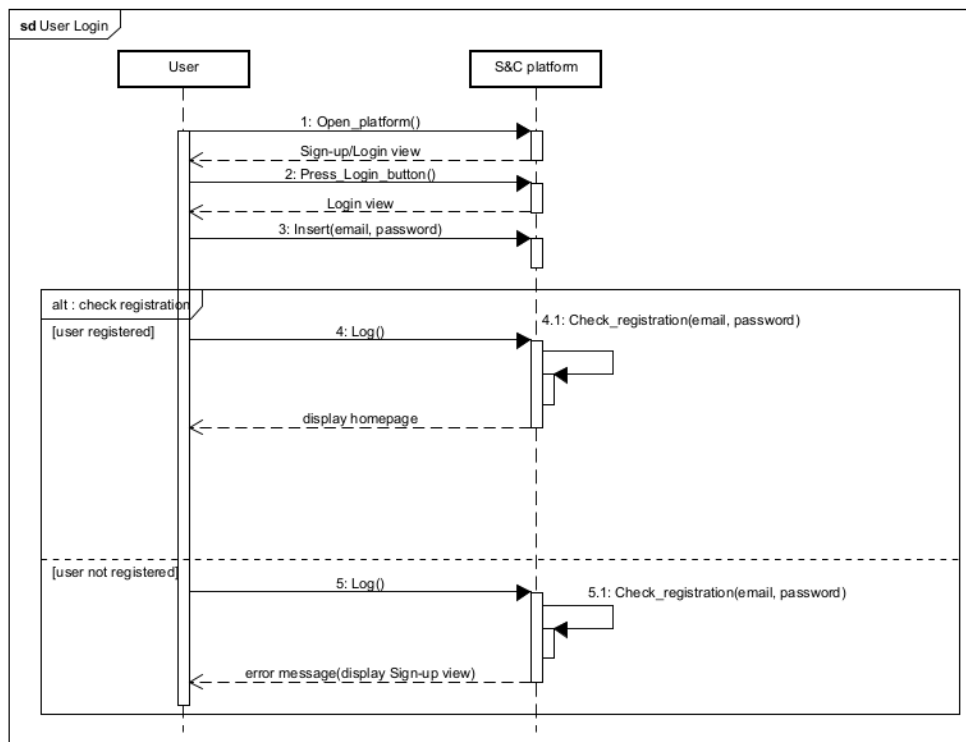 sd User Login
User
S&C platform
1: Open_platform()
Sign-up/Login view
2: Press_Login_button()
Login view
3: Insert(email, password)
alt : check registration
[user registered]
4: Log()
4.1: Check_registration(email, password)
display homepage
[user not registered]
5: Log()
5.1: Check_registration(email, password)
error message(display Sign-up view)